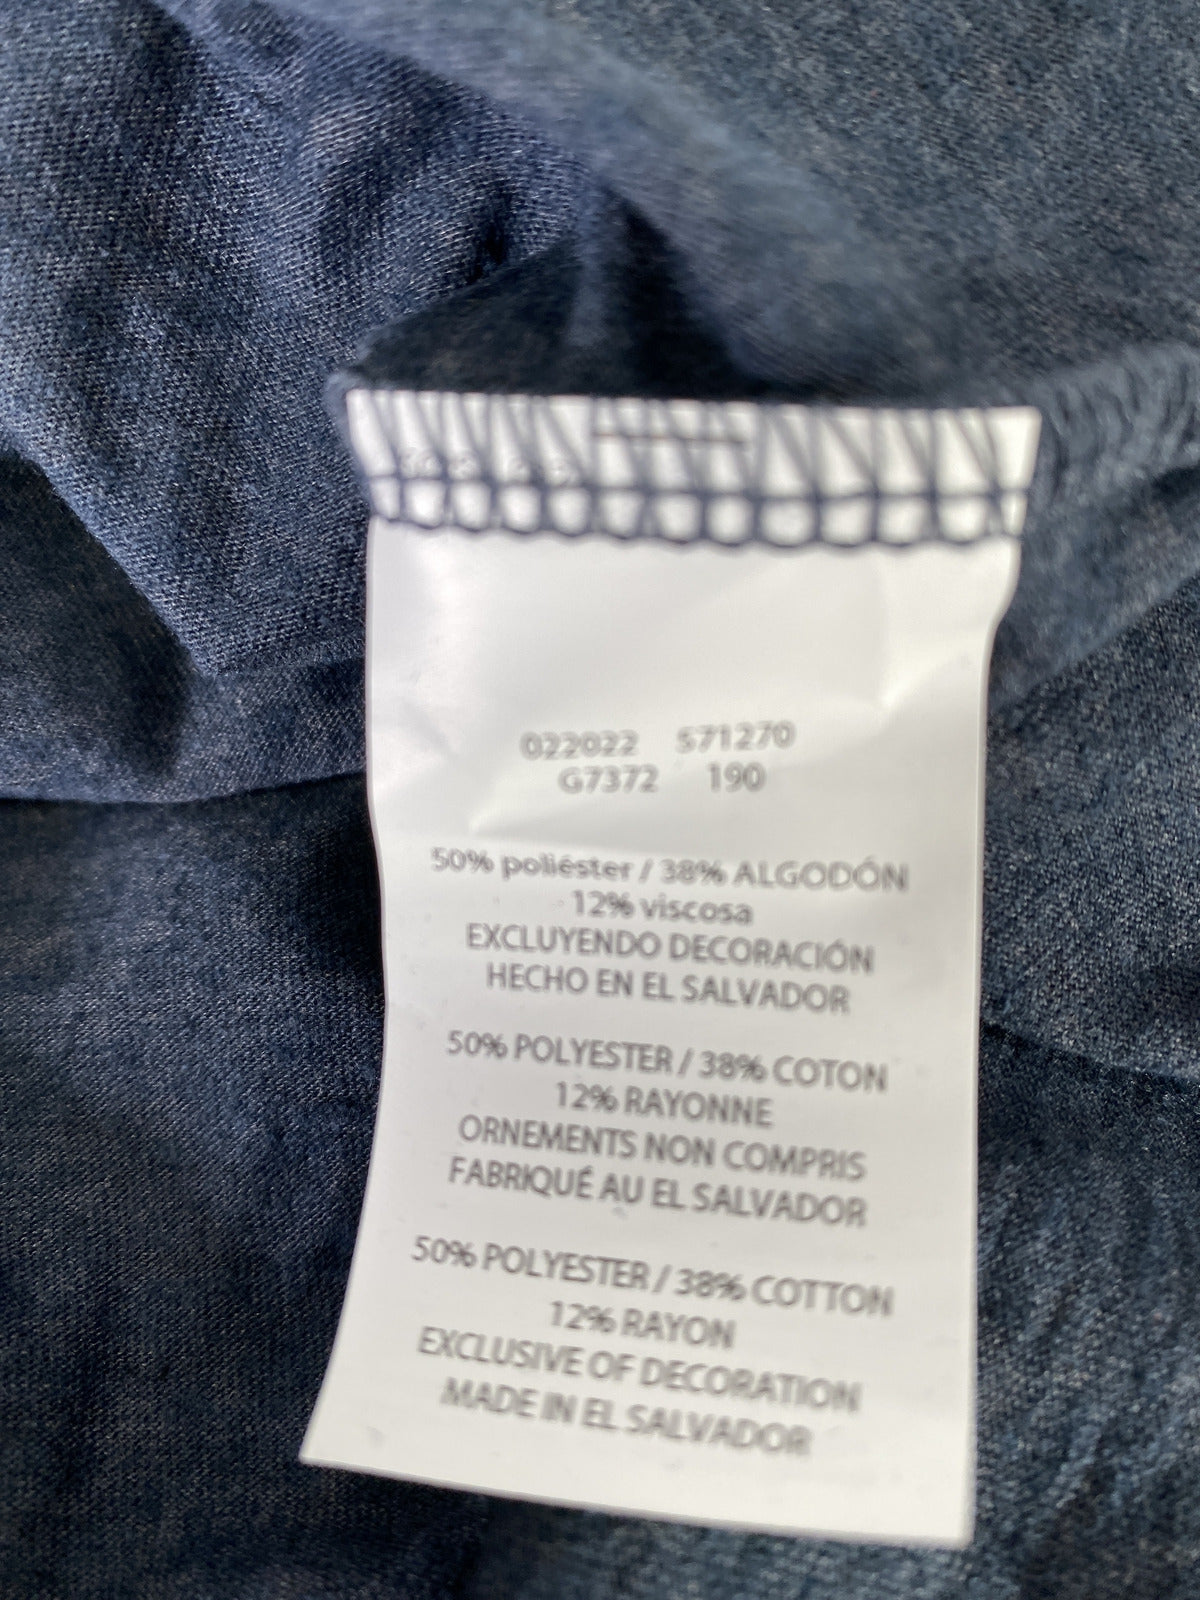 022022 571270
G7372 190
50% poliéster / 38% ALGODÓN
12% viscosa
EXCLUYENDO DECORACIÓN
HECHO EN EL SALVADOR
50% POLYESTER / 38% COTON
12% RAYONNE
ORNEMENTS NON COMPRIS
FABRIQUÉ AU EL SALVADOR
50% POLYESTER / 38% COTTON
12% RAYON
EXCLUSIVE OF DECORATION
MADE IN EL SALVADOR